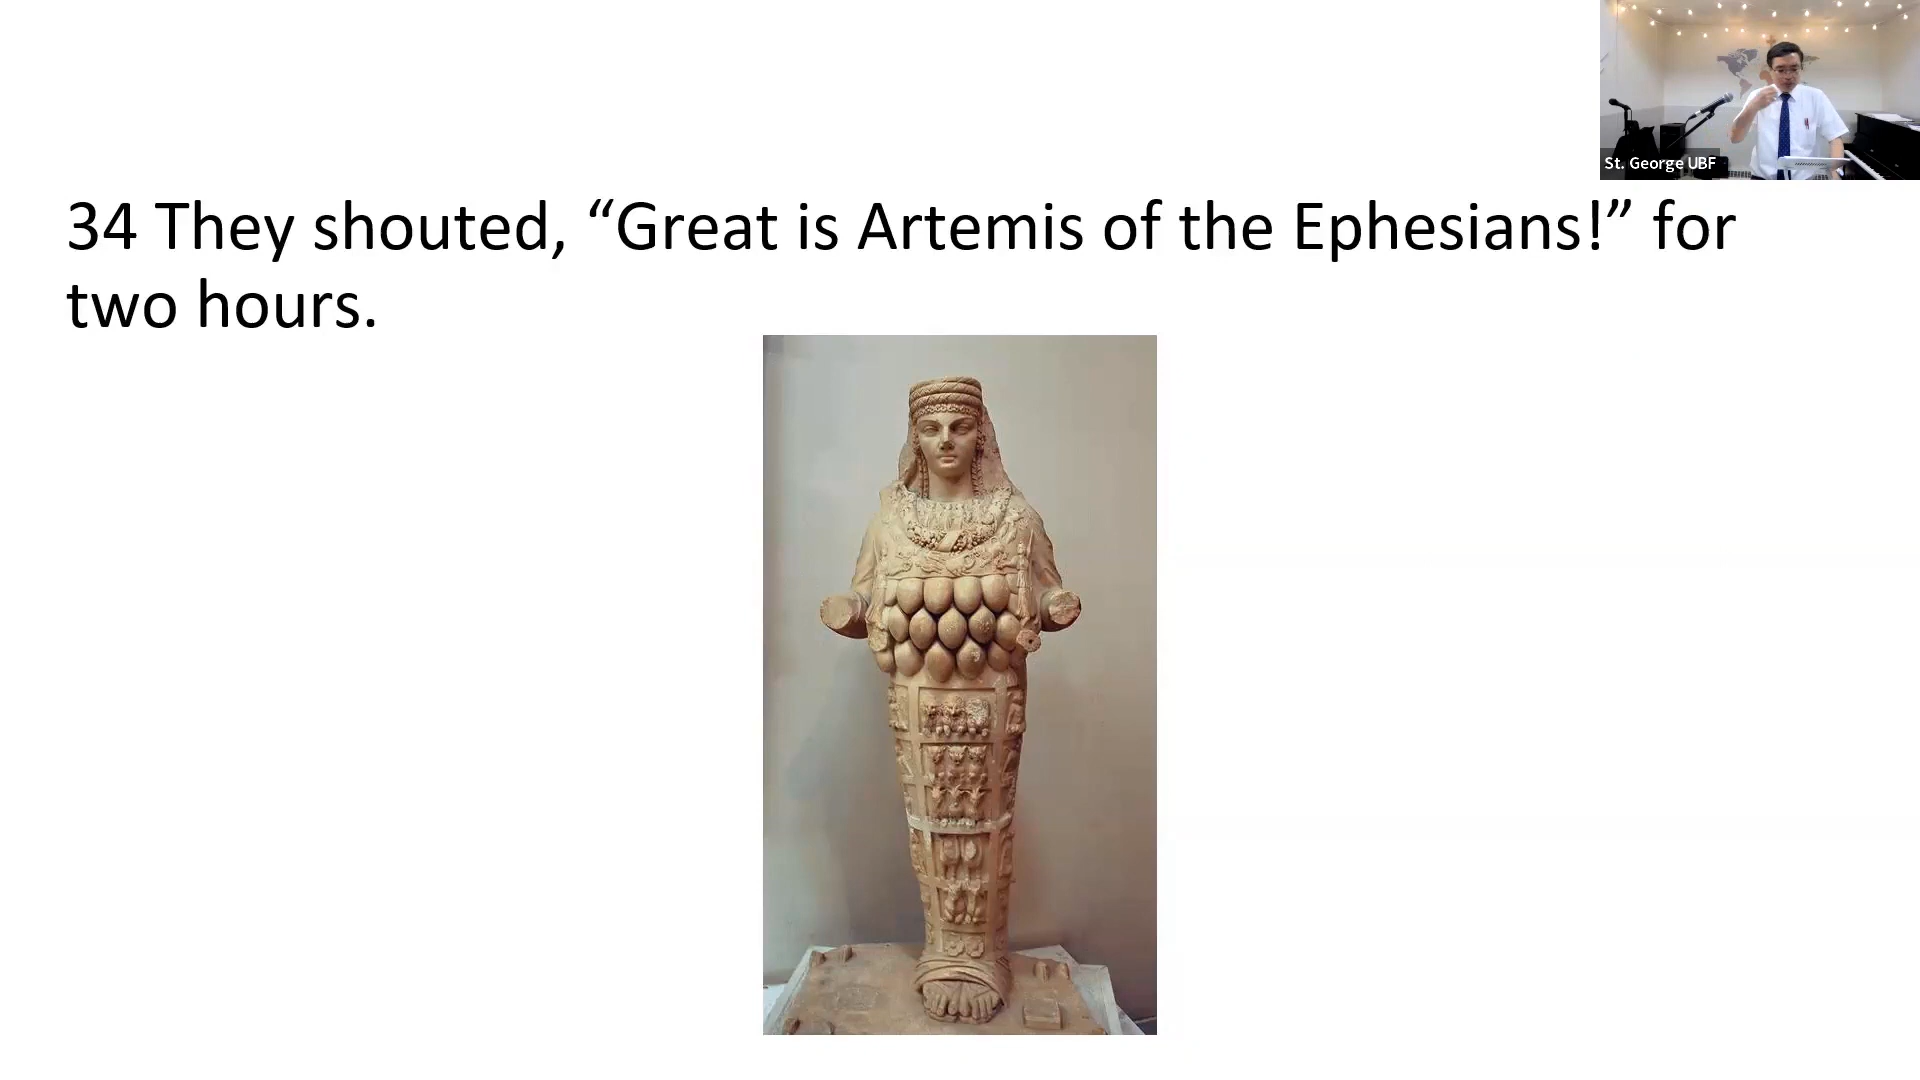 St. George UBF
34 They shouted, “Great is Artemis of the Ephesians!” for
two hours.